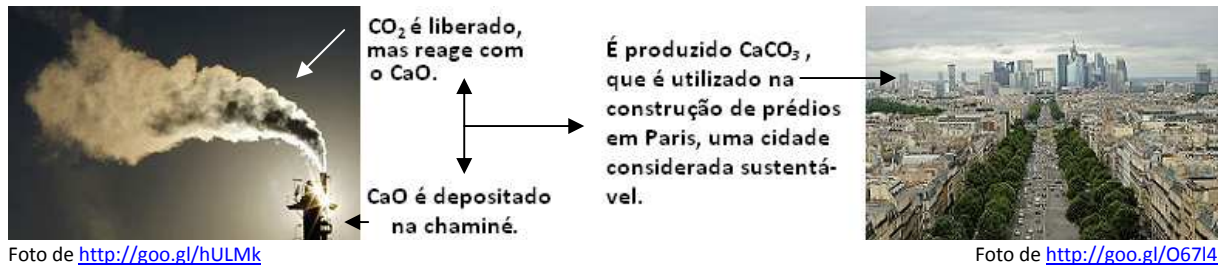 CO₂ é liberado,
mas reage com
o CaO.
CaO é depositado
na chaminé.
É produzido CaCO₃ ,
que é utilizado na
construção de prédios
em Paris, uma cidade
considerada sustentá-
vel.
Foto de http://goo.gl/hULMk
Foto de http://goo.gl/O67l4